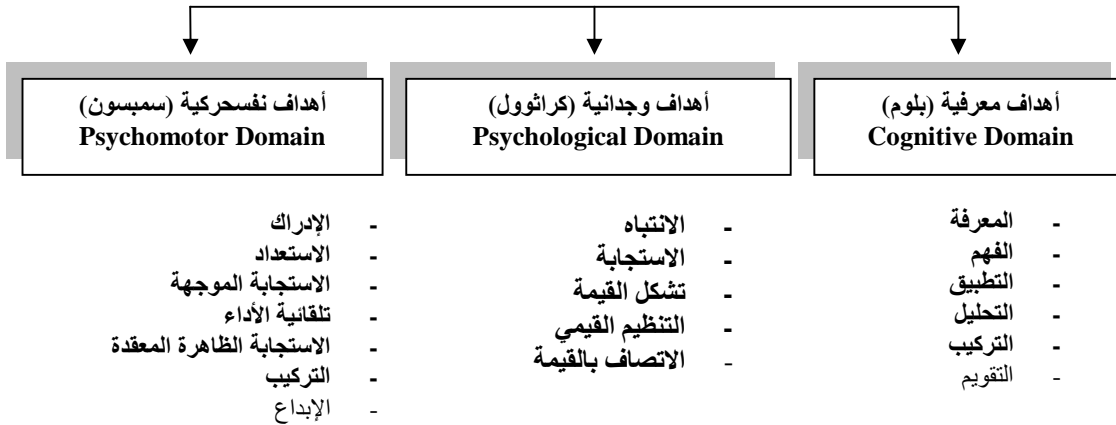 أهداف معرفية (بلوم)
Cognitive Domain
- المعرفة
- الفهم
- التطبيق
- التحليل
- التركيب
- التقويم
أهداف وجدانية (كراثوول)
Psychological Domain
- الانتباه
- الاستجابة
- تشكل القيمة
- التنظيم القيمي
- الاتصاف بالقيمة
أهداف نفسحركية (سمبسون)
Psychomotor Domain
- الإدراك
- الاستعداد
- الاستجابة الموجهة
- تلقائية الأداء
- الاستجابة الظاهرة المعقدة
- التركيب
- الإبداع